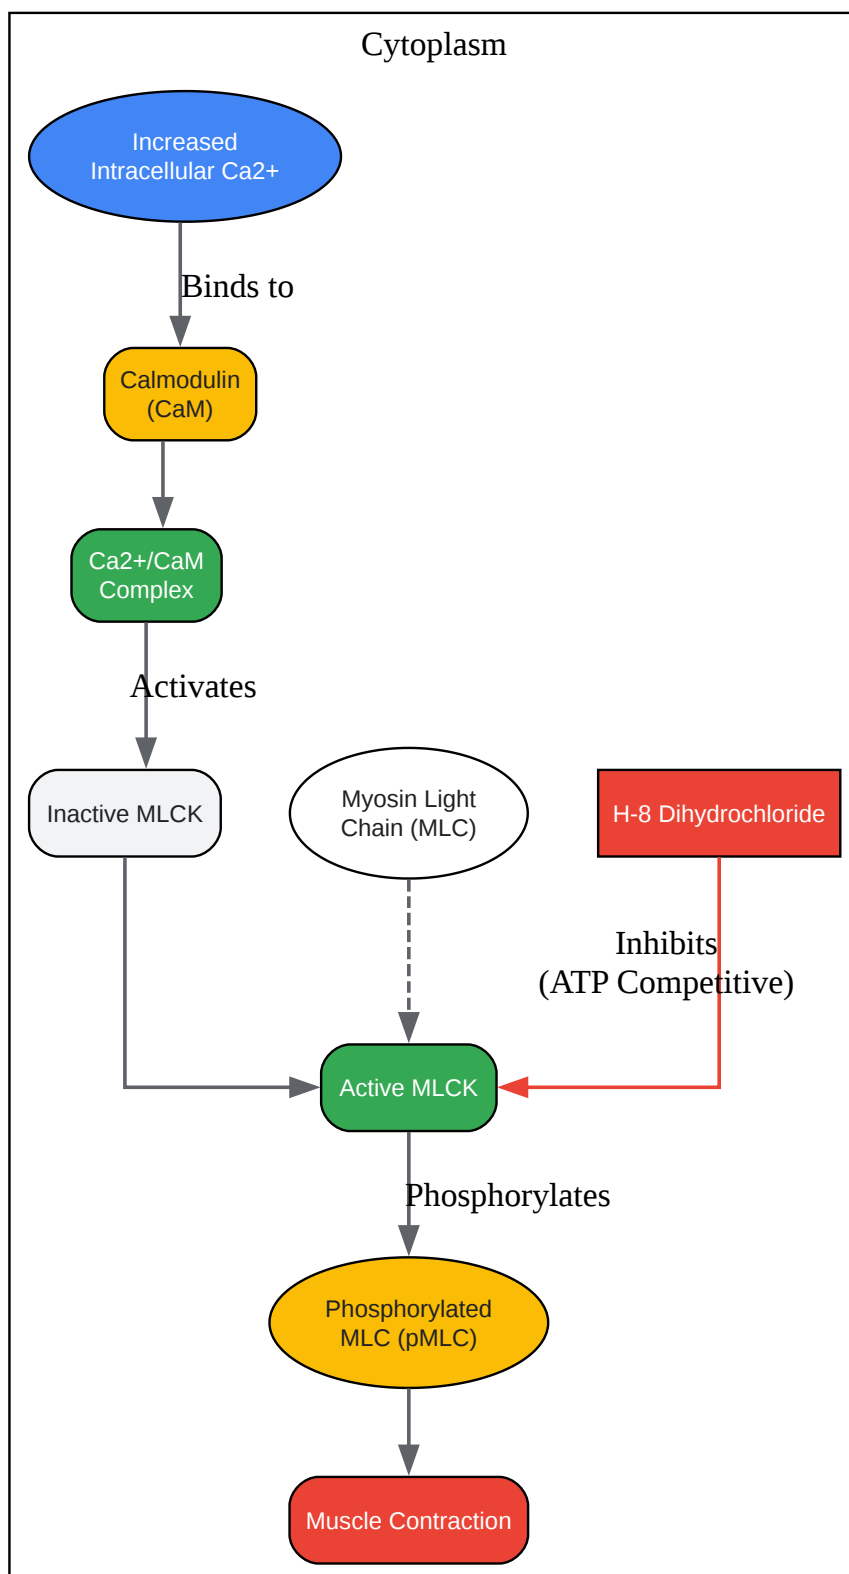 Cytoplasm
Increased
Intracellular Ca2+
Binds to
Calmodulin
(CaM)
Ca2+/CaM
Complex
Activates
Inactive MLCK
Myosin Light
Chain (MLC)
H-8 Dihydrochloride
Inhibits
(ATP Competitive)
Active MLCK
Phosphorylates
Phosphorylated
MLC (pMLC)
Muscle Contraction